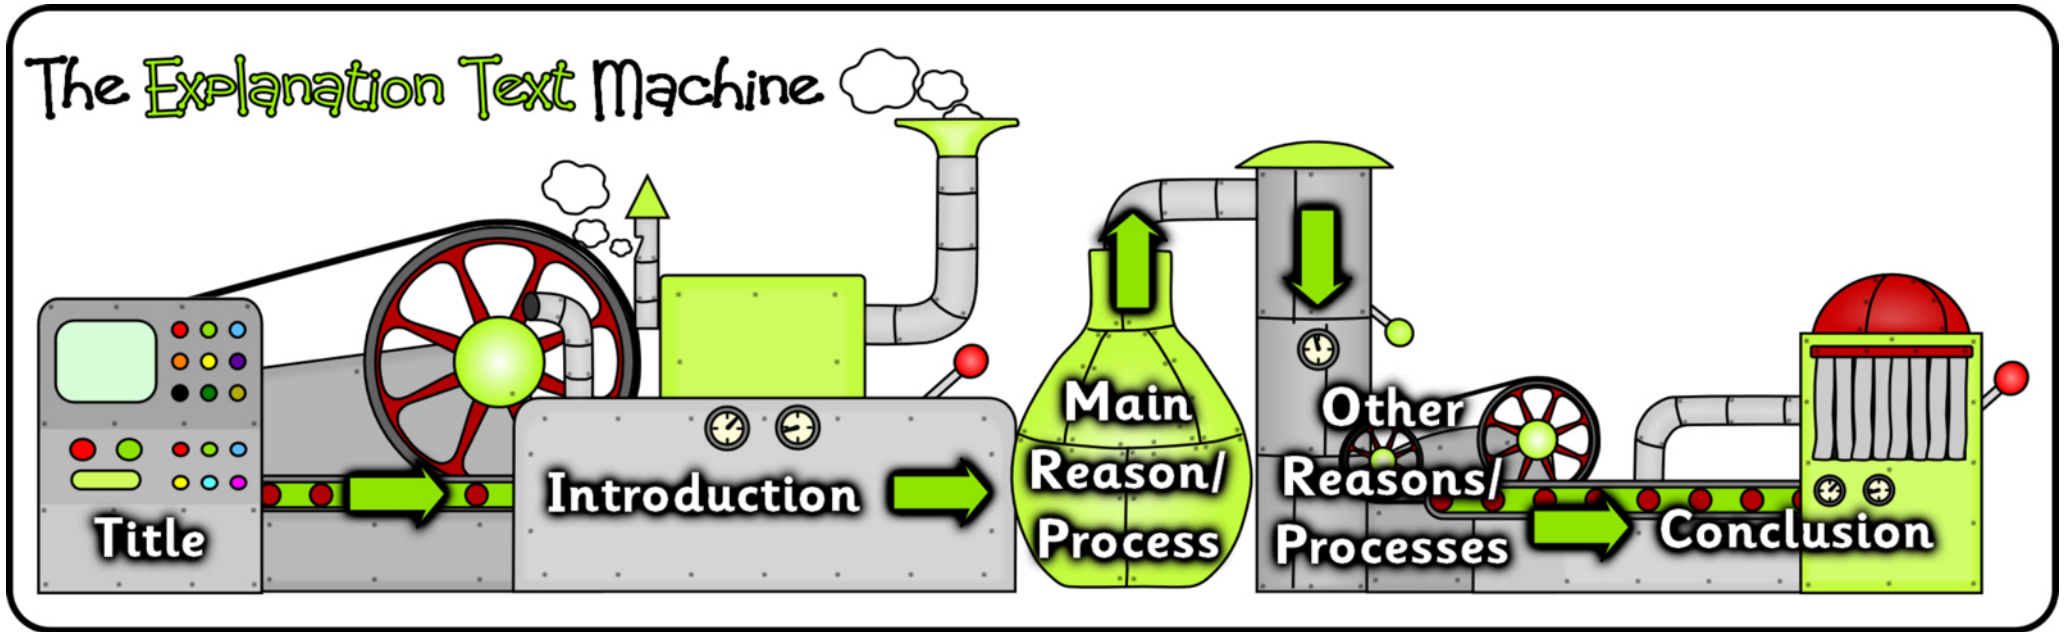 The Explanation Text Machine
Title
Introduction
Main
Reason/
Process
Other
Reasons/
Processes
Conclusion